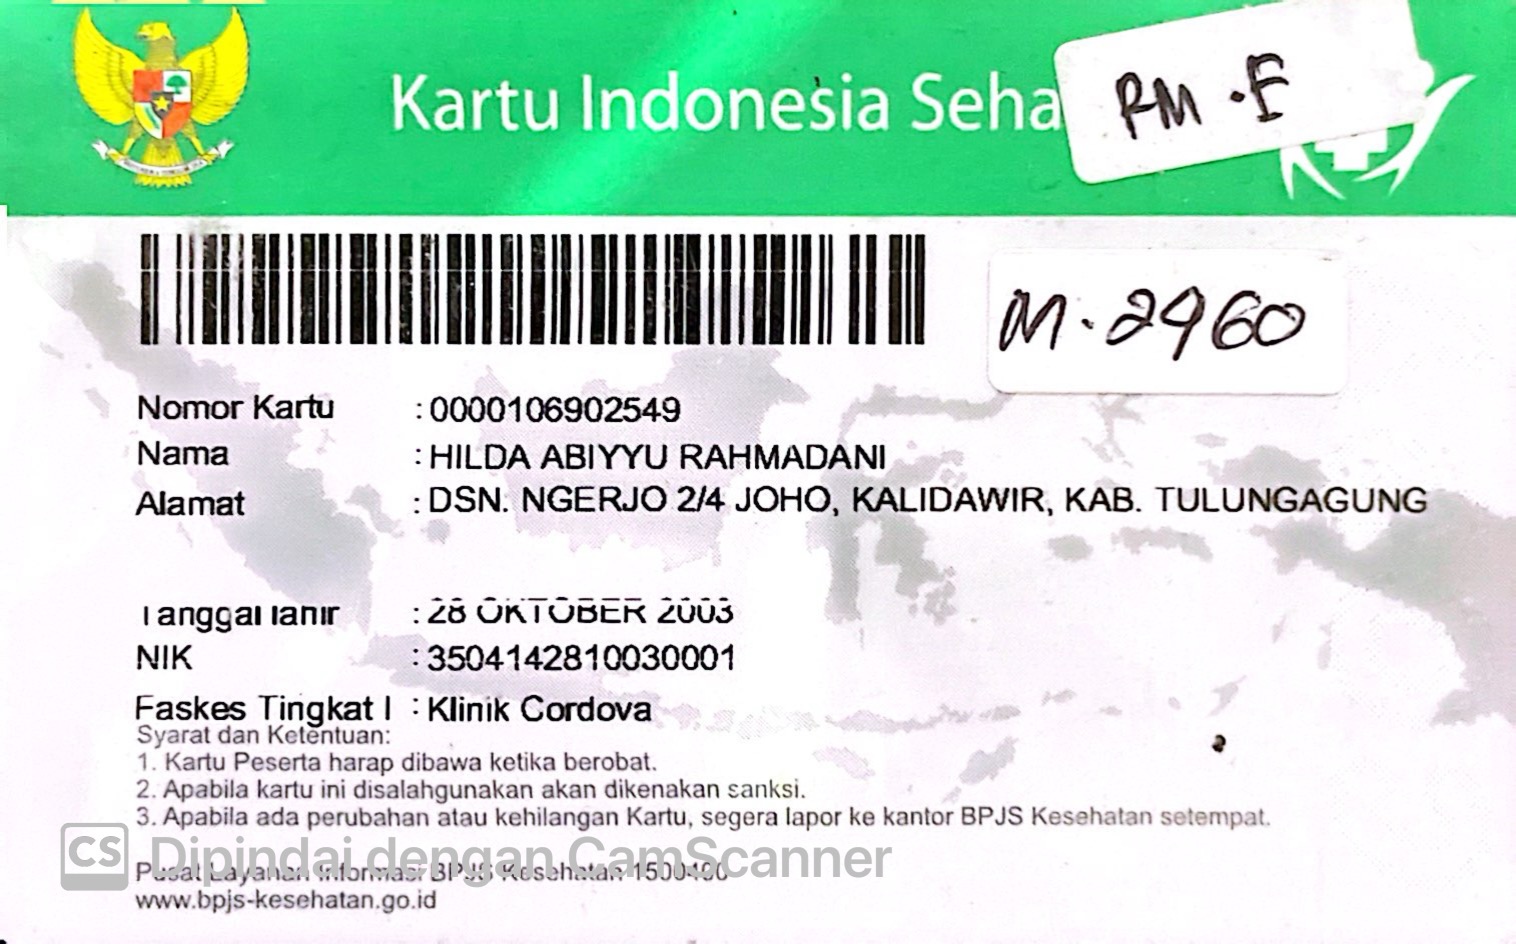 Kartu Indonesia Seha
RM . F
M . 2960
Nomor Kartu : 0000106902549
Nama : HILDA ABIYYU RAHMADANI
Alamat : DSN. NGERJO 2/4 JOHO, KALIDAWIR, KAB. TULUNGAGUNG
Tanggal lahir : 28 OKTOBER 2003
NIK : 3504142810030001
Faskes Tingkat I : Klinik Cordova
Syarat dan Ketentuan:
1. Kartu Peserta harap dibawa ketika berobat.
2. Apabila kartu ini disalahgunakan akan dikenakan sanksi.
3. Apabila ada perubahan atau kehilangan Kartu, segera lapor ke kantor BPJS Kesehatan setempat.
CS Dipindai dengan CamScanner
Pusat Layanan Informasi BPJS Kesehatan 1500400
www.bpjs-kesehatan.go.id